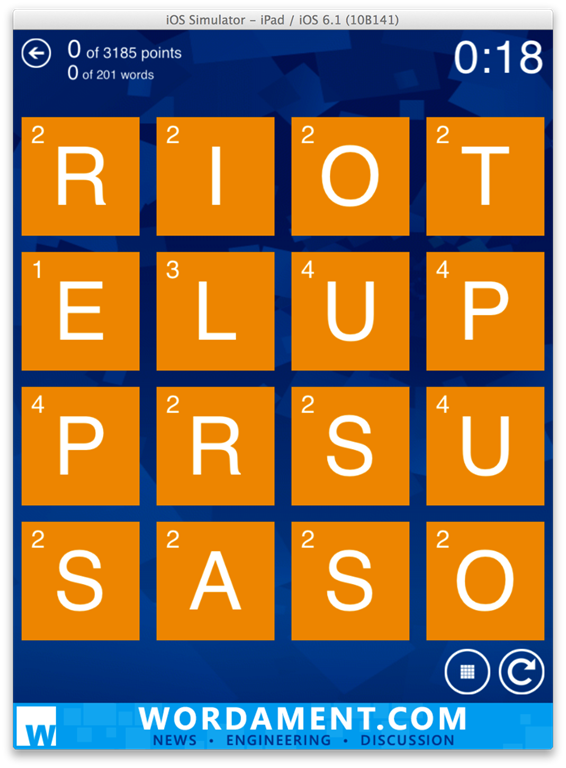 iOS Simulator – iPad / iOS 6.1 (10B141)
0 of 3185 points
0 of 201 words
0:18
2 R 2 I 2 O 2 T
1 E 3 L 4 U 4 P
4 P 2 R 2 S 4 U
2 S 2 A 2 S 2 O
W WORDAMENT.COM
NEWS • ENGINEERING • DISCUSSION